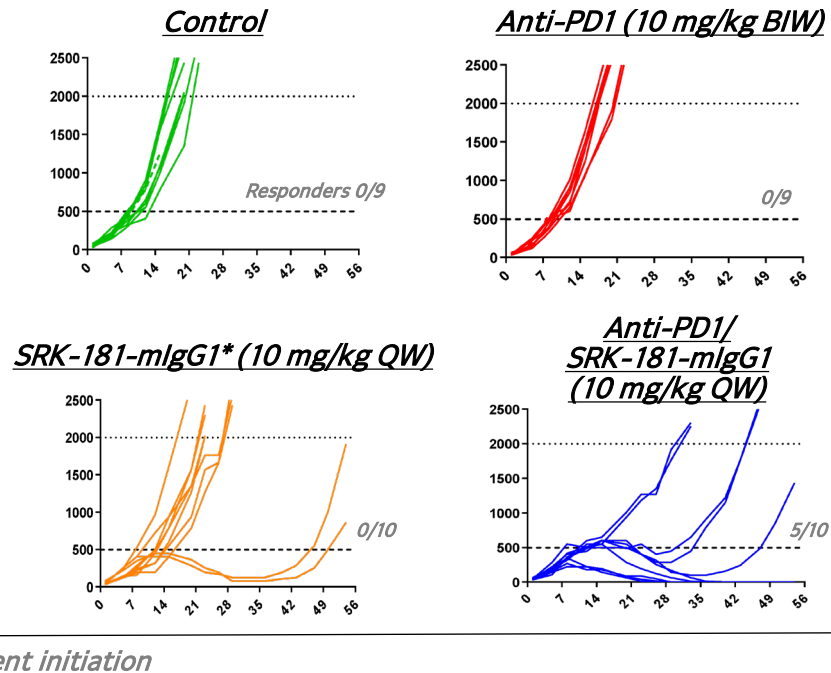 Control
2500
2000
1500
1000
500
0
Responders 0/9
0 7 14 21 28 35 42 49 56
Anti-PD1 (10 mg/kg BIW)
2500
2000
1500
1000
500
0
0/9
0 7 14 21 28 35 42 49 56
SRK-181-mIgG1* (10 mg/kg QW)
2500
2000
1500
1000
500
0
0/10
0 7 14 21 28 35 42 49 56
Anti-PD1/
SRK-181-mIgG1
(10 mg/kg QW)
2500
2000
1500
1000
500
0
5/10
0 7 14 21 28 35 42 49 56
ent initiation